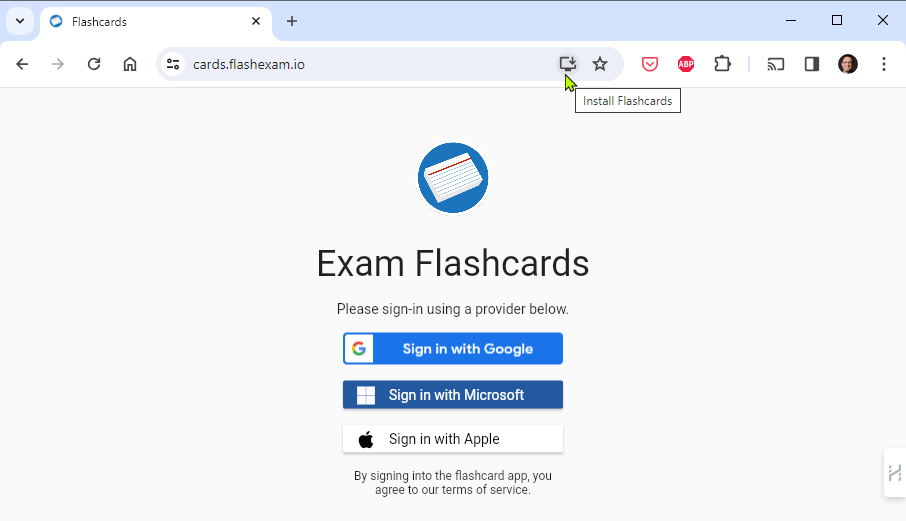 Flashcards
cards.flashexam.io
ABP
Install Flashcards
Exam Flashcards
Please sign-in using a provider below.
Sign in with Google
Sign in with Microsoft
Sign in with Apple
By signing into the flashcard app, you
agree to our terms of service.